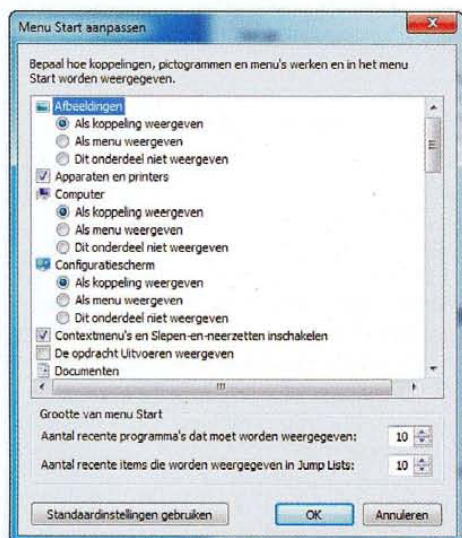 Menu Start aanpassen
Bepaal hoe koppelingen, pictogrammen en menu's werken en in het menu
Start worden weergegeven.
Afbeeldingen
Als koppeling weergeven
Als menu weergeven
Dit onderdeel niet weergeven
Apparaten en printers
Computer
Als koppeling weergeven
Als menu weergeven
Dit onderdeel niet weergeven
Configuratiescherm
Als koppeling weergeven
Als menu weergeven
Dit onderdeel niet weergeven
Contextmenu's en Slepen-en-neerzetten inschakelen
De opdracht Uitvoeren weergeven
Documenten
Grootte van menu Start
Aantal recente programma's dat moet worden weergegeven: 10
Aantal recente items die worden weergegeven in Jump Lists: 10
Standaardinstellingen gebruiken OK Annuleren